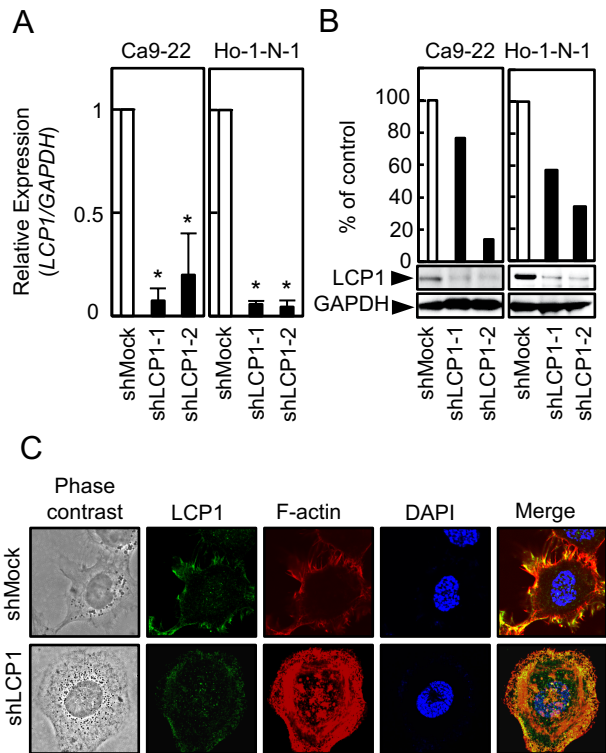 A
Ca9-22
Ho-1-N-1
Relative Expression
(LCP1/GAPDH)
1
0.5
0
*
*
*
*
shMock
shLCP1-1
shLCP1-2
shMock
shLCP1-1
shLCP1-2
B
Ca9-22
Ho-1-N-1
% of control
100
80
60
40
20
0
LCP1
GAPDH
shMock
shLCP1-1
shLCP1-2
shMock
shLCP1-1
shLCP1-2
C
Phase
contrast
LCP1
F-actin
DAPI
Merge
shMock
shLCP1